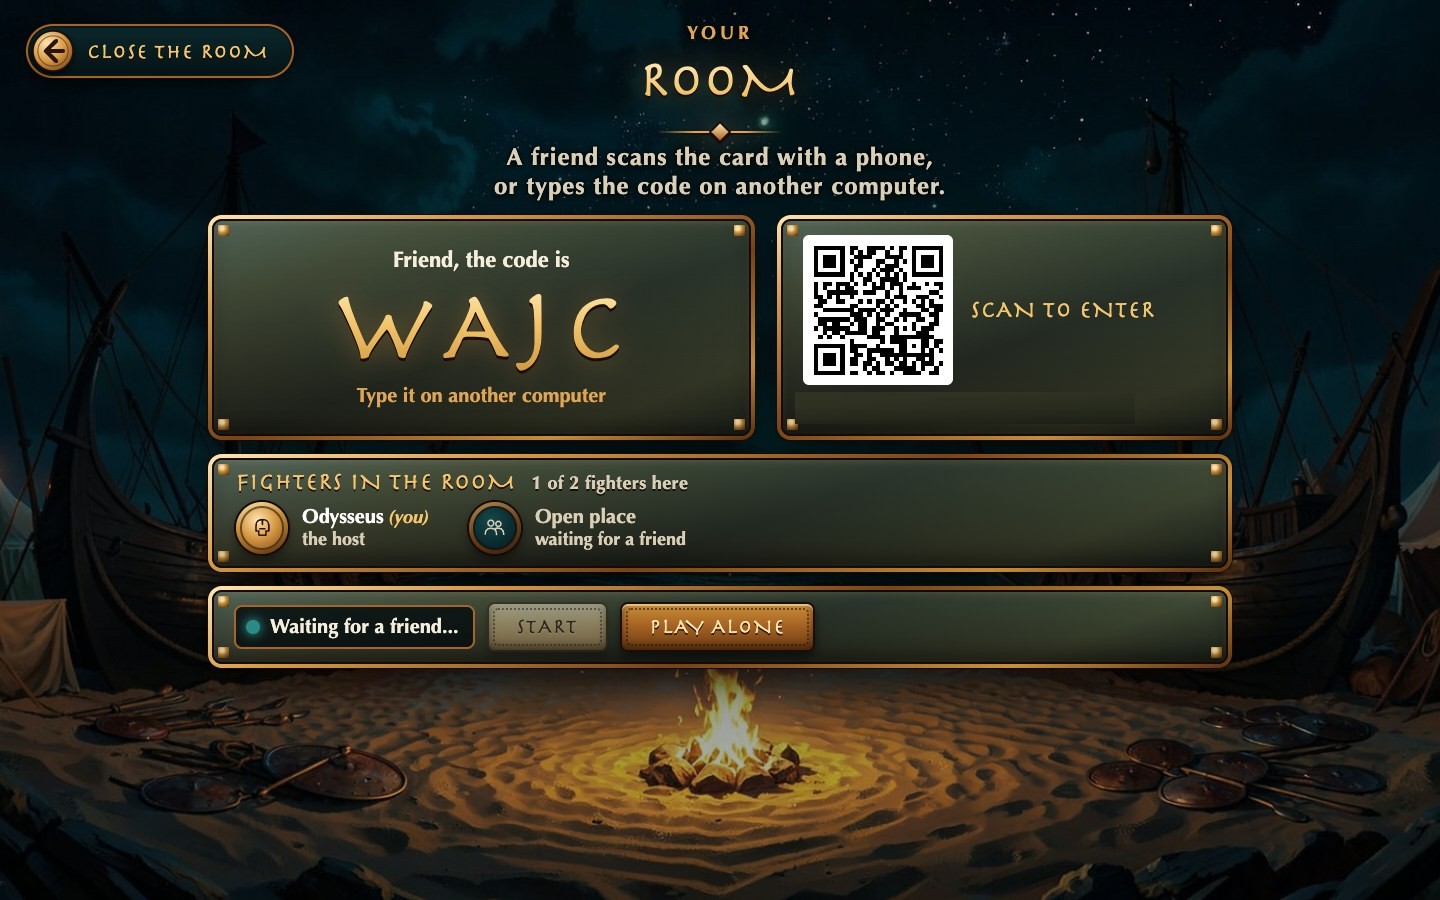 CLOSE THE ROOM
YOUR
ROOM
A friend scans the card with a phone,
or types the code on another computer.
Friend, the code is
WAJC
Type it on another computer
SCAN TO ENTER
FIGHTERS IN THE ROOM 1 of 2 fighters here
Odysseus (you)
the host
Open place
waiting for a friend
Waiting for a friend...
START
PLAY ALONE